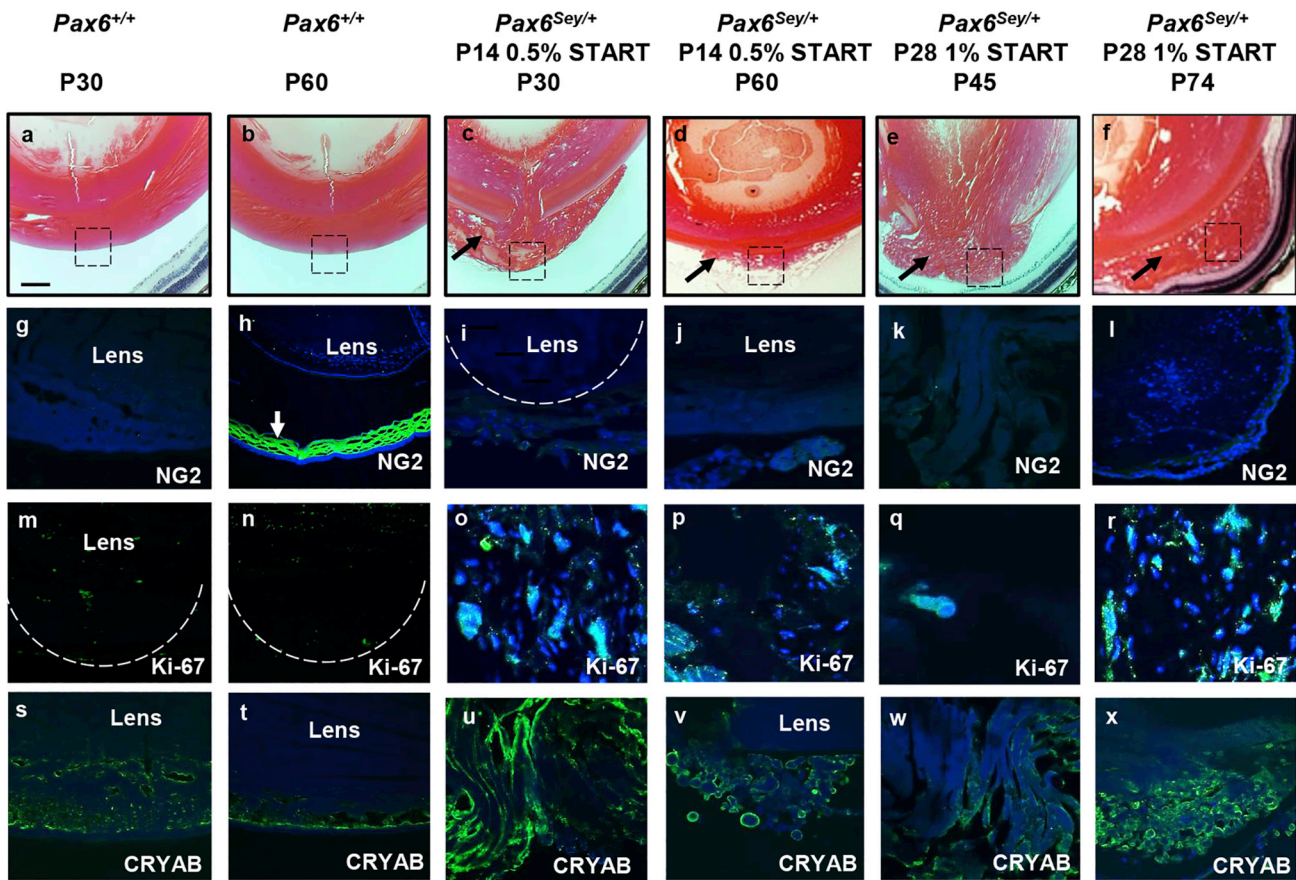 Pax6+/+
Pax6+/+
Pax6Sey/+
Pax6Sey/+
Pax6Sey/+
Pax6Sey/+
P14 0.5% START
P14 0.5% START
P28 1% START
P28 1% START
P30
P60
P30
P60
P45
P74
a
b
c
d
e
f
g
Lens
NG2
h
Lens
NG2
i
Lens
NG2
j
Lens
NG2
k
NG2
l
NG2
m
Lens
Ki-67
n
Ki-67
o
Ki-67
p
Ki-67
q
Ki-67
r
Ki-67
s
Lens
CRYAB
t
Lens
CRYAB
u
CRYAB
v
Lens
CRYAB
w
CRYAB
x
CRYAB